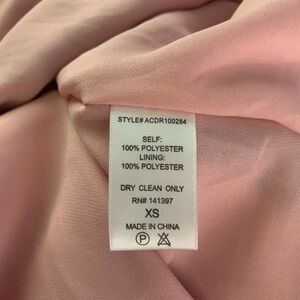 STYLE# ACDR100284
SELF:
100% POLYESTER
LINING:
100% POLYESTER
DRY CLEAN ONLY
RN# 141397
XS
MADE IN CHINA
P